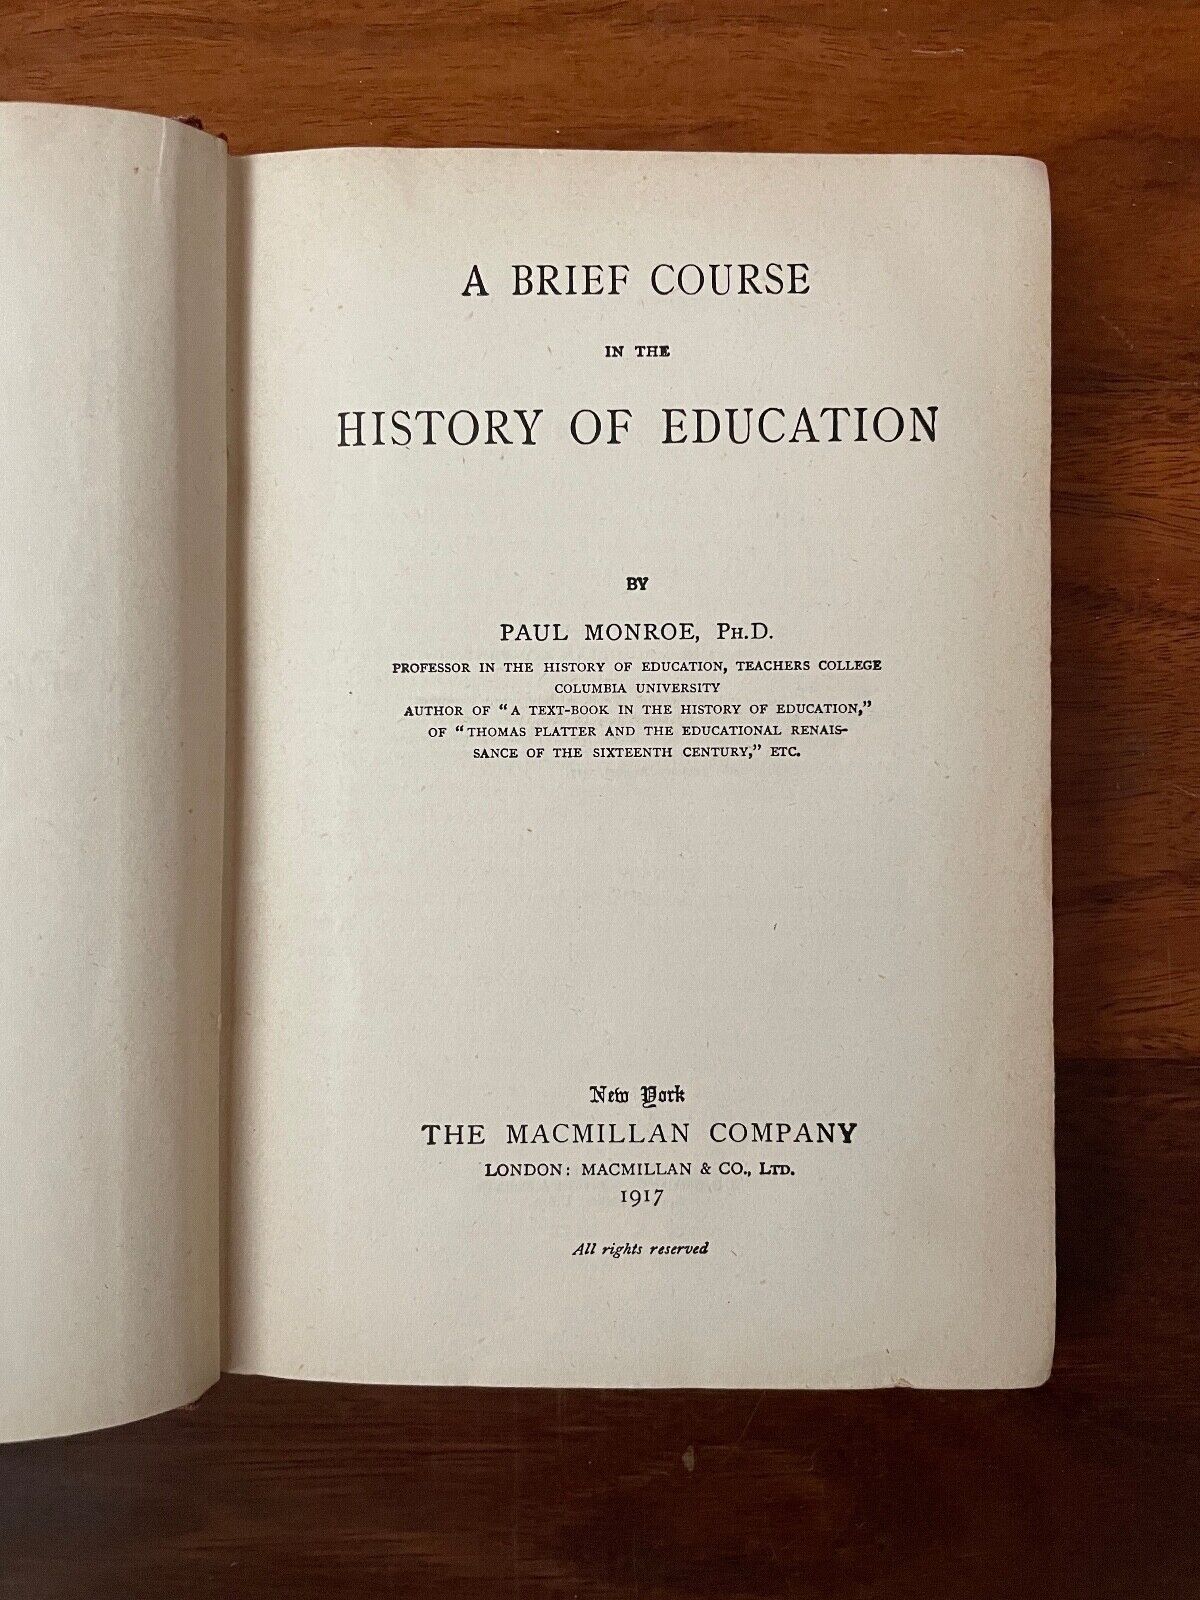 A BRIEF COURSE
IN THE
HISTORY OF EDUCATION
BY
PAUL MONROE, PH.D.
PROFESSOR IN THE HISTORY OF EDUCATION, TEACHERS COLLEGE
COLUMBIA UNIVERSITY
AUTHOR OF “A TEXT-BOOK IN THE HISTORY OF EDUCATION,”
OF “THOMAS PLATTER AND THE EDUCATIONAL RENAIS-
SANCE OF THE SIXTEENTH CENTURY,” ETC.
New York
THE MACMILLAN COMPANY
LONDON: MACMILLAN & CO., LTD.
1917
All rights reserved